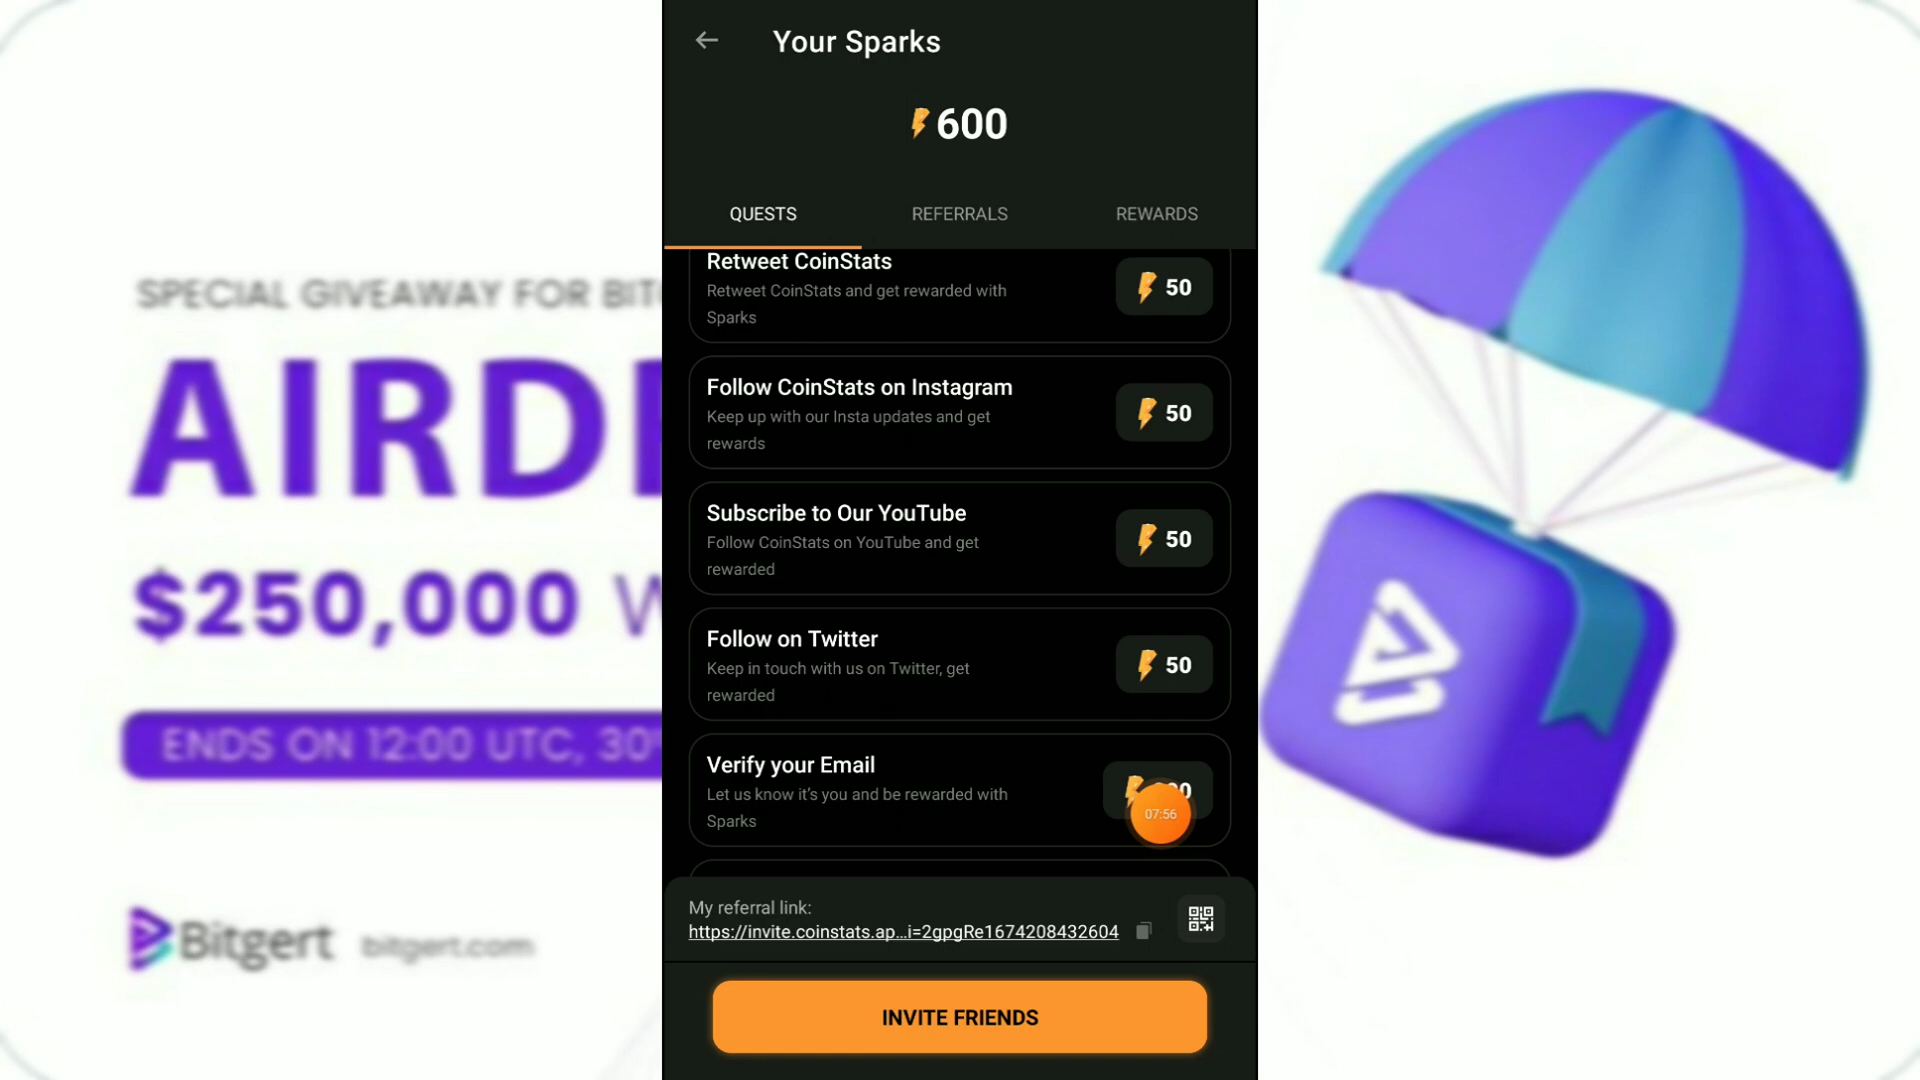 Your Sparks
600
QUESTS
REFERRALS
REWARDS
Retweet CoinStats
Retweet CoinStats and get rewarded with
Sparks
50
Follow CoinStats on Instagram
Keep up with our Insta updates and get
rewards
50
Subscribe to Our YouTube
Follow CoinStats on YouTube and get
rewarded
50
Follow on Twitter
Keep in touch with us on Twitter, get
rewarded
50
Verify your Email
Let us know it's you and be rewarded with
Sparks
07:56
My referral link:
https://invite.coinstats.ap...i=2gpgRe1674208432604
INVITE FRIENDS
SPECIAL GIVEAWAY FOR
$250,000
ENDS ON 12:00 UTC,
Bitgert
bitgert.com